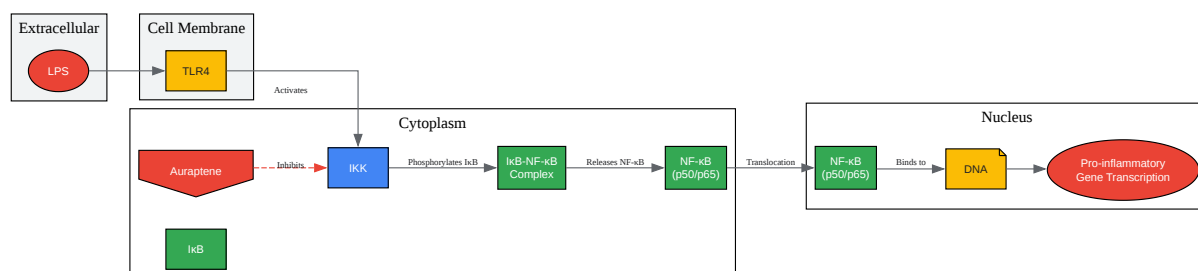 Extracellular
LPS
Cell Membrane
TLR4
Activates
Cytoplasm
Auraptene
Inhibits
IKK
Phosphorylates IκB
IκB-NF-κB
Complex
Releases NF-κB
NF-κB
(p50/p65)
IκB
Translocation
Nucleus
NF-κB
(p50/p65)
Binds to
DNA
Pro-inflammatory
Gene Transcription